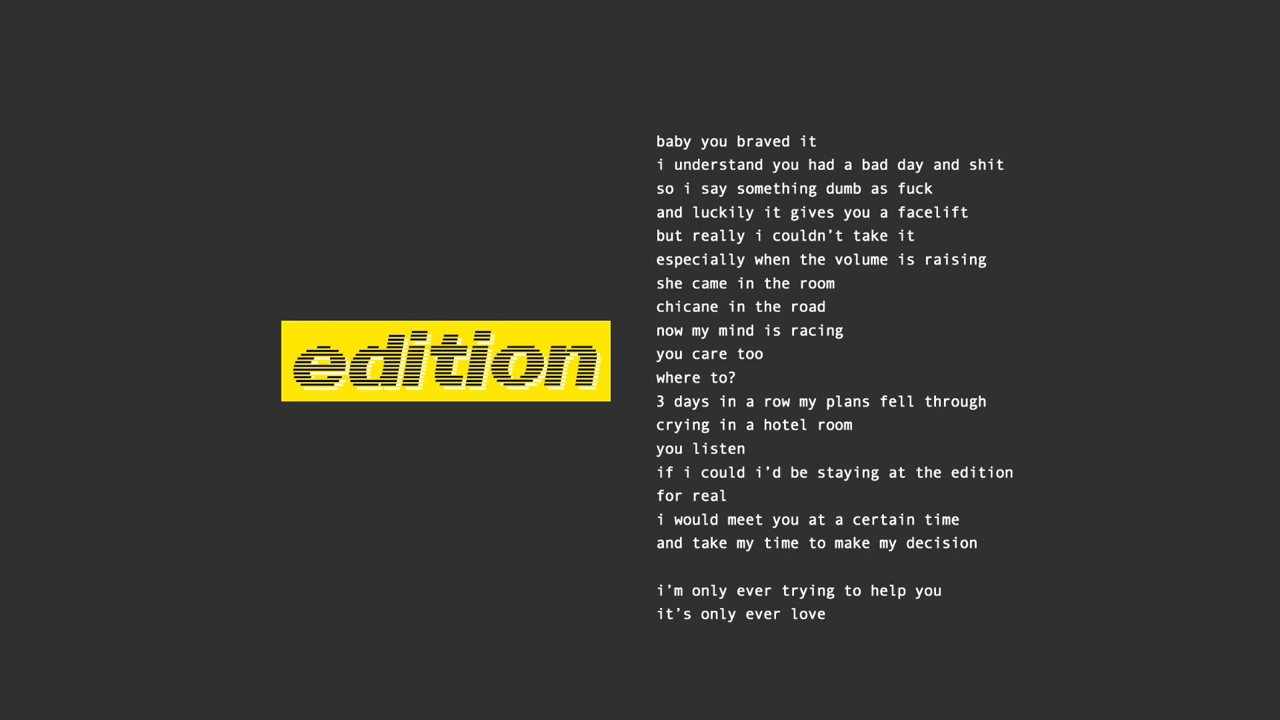 edition
baby you braved it
i understand you had a bad day and shit
so i say something dumb as fuck
and luckily it gives you a facelift
but really i couldn’t take it
especially when the volume is raising
she came in the room
chicane in the road
now my mind is racing
you care too
where to?
3 days in a row my plans fell through
crying in a hotel room
you listen
if i could i’d be staying at the edition
for real
i would meet you at a certain time
and take my time to make my decision
i’m only ever trying to help you
it’s only ever love